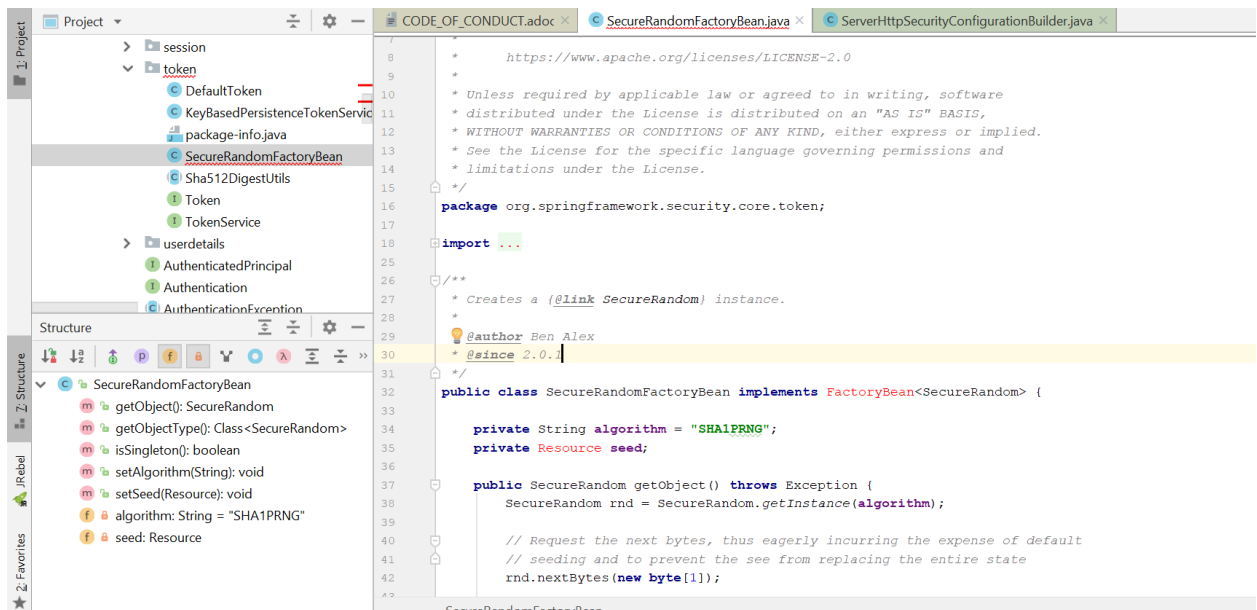 1: Project
Project
session
token
DefaultToken
KeyBasedPersistenceTokenServic
package-info.java
SecureRandomFactoryBean
Sha512DigestUtils
Token
TokenService
userdetails
AuthenticatedPrincipal
Authentication
AuthenticationException
Structure
SecureRandomFactoryBean
getObject(): SecureRandom
getObjectType(): Class<SecureRandom>
isSingleton(): boolean
setAlgorithm(String): void
setSeed(Resource): void
algorithm: String = "SHA1PRNG"
seed: Resource
7: Structure
JRebel
2: Favorites
CODE_OF_CONDUCT.adoc
SecureRandomFactoryBean.java
ServerHttpSecurityConfigurationBuilder.java
7 *
8 * https://www.apache.org/licenses/LICENSE-2.0
9 *
10 * Unless required by applicable law or agreed to in writing, software
11 * distributed under the License is distributed on an "AS IS" BASIS,
12 * WITHOUT WARRANTIES OR CONDITIONS OF ANY KIND, either express or implied.
13 * See the License for the specific language governing permissions and
14 * limitations under the License.
15 */
16 package org.springframework.security.core.token;
17
18 import ...
25
26 /**
27 * Creates a {@link SecureRandom} instance.
28 *
29 * @author Ben Alex
30 * @since 2.0.1
31 */
32 public class SecureRandomFactoryBean implements FactoryBean<SecureRandom> {
33
34 private String algorithm = "SHA1PRNG";
35 private Resource seed;
36
37 public SecureRandom getObject() throws Exception {
38 SecureRandom rnd = SecureRandom.getInstance(algorithm);
39
40 // Request the next bytes, thus eagerly incurring the expense of default
41 // seeding and to prevent the see from replacing the entire state
42 rnd.nextBytes(new byte[1]);
43
SecureRandomFactoryBean